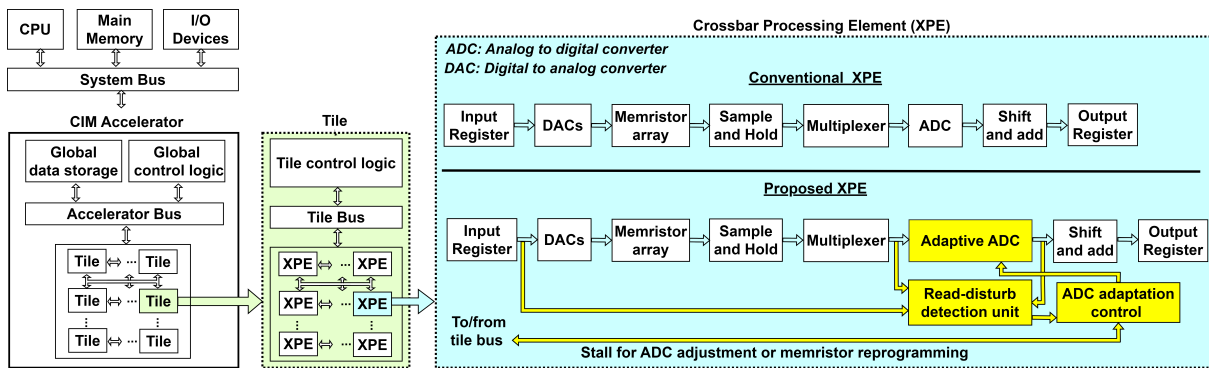 CPU
Main
Memory
I/O
Devices
System Bus
CIM Accelerator
Global
data storage
Global
control logic
Accelerator Bus
Tile ... Tile
Tile ... Tile
Tile ... Tile
Tile
Tile control logic
Tile Bus
XPE ... XPE
XPE ... XPE
XPE ... XPE
Crossbar Processing Element (XPE)
ADC: Analog to digital converter
DAC: Digital to analog converter
Conventional XPE
Input
Register
DACs
Memristor
array
Sample
and Hold
Multiplexer
ADC
Shift
and add
Output
Register
Proposed XPE
Input
Register
DACs
Memristor
array
Sample
and Hold
Multiplexer
Adaptive ADC
Shift
and add
Output
Register
Read-disturb
detection unit
ADC adaptation
control
To/from
tile bus
Stall for ADC adjustment or memristor reprogramming